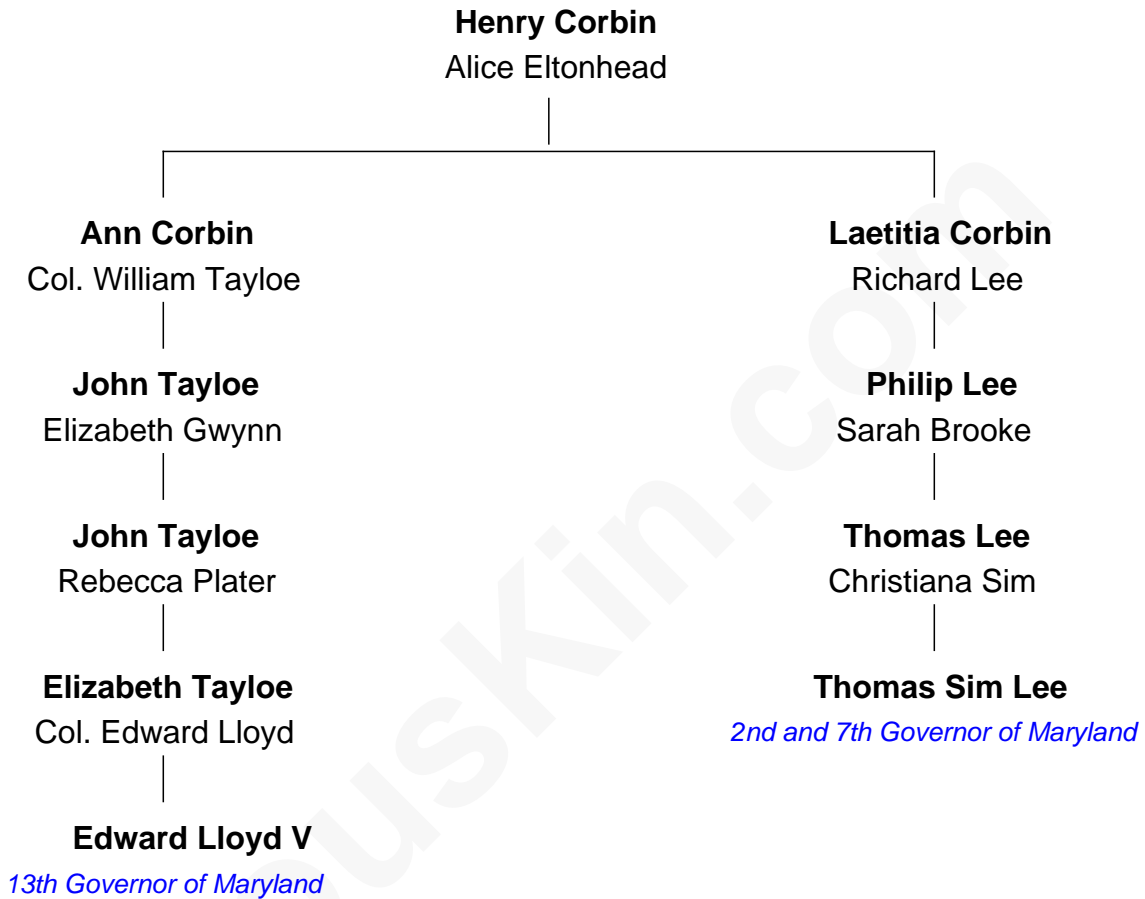 Henry Corbin
Alice Eltonhead
Ann Corbin
Col. William Tayloe
Laetitia Corbin
Richard Lee
John Tayloe
Elizabeth Gwynn
Philip Lee
Sarah Brooke
John Tayloe
Rebecca Plater
Thomas Lee
Christiana Sim
Elizabeth Tayloe
Col. Edward Lloyd
Thomas Sim Lee
2nd and 7th Governor of Maryland
Edward Lloyd V
13th Governor of Maryland
ousKin.com